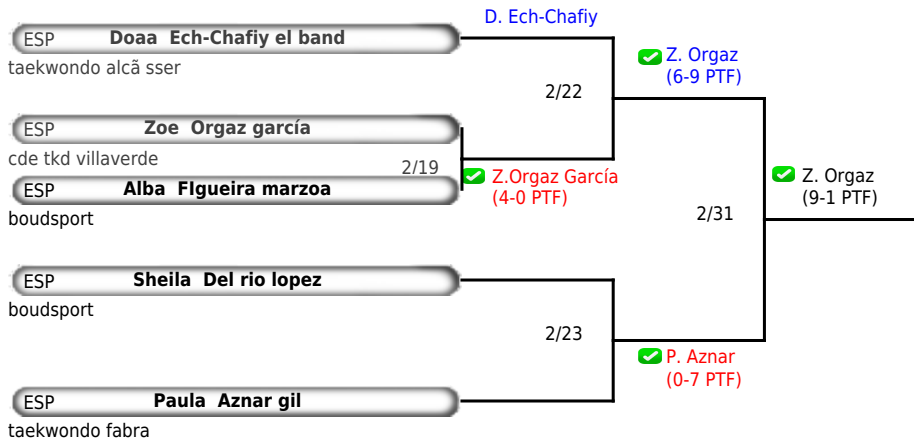 D. Ech-Chafiy
ESP Doaa Ech-Chafiy el band
taekwondo alcã sser
Z. Orgaz
(6-9 PTF)
2/22
ESP Zoe Orgaz garcía
cde tkd villaverde
2/19
Z.Orgaz García
(4-0 PTF)
ESP Alba FIgueira marzoa
boudsport
Z. Orgaz
(9-1 PTF)
2/31
ESP Sheila Del rio lopez
boudsport
2/23
P. Aznar
(0-7 PTF)
ESP Paula Aznar gil
taekwondo fabra